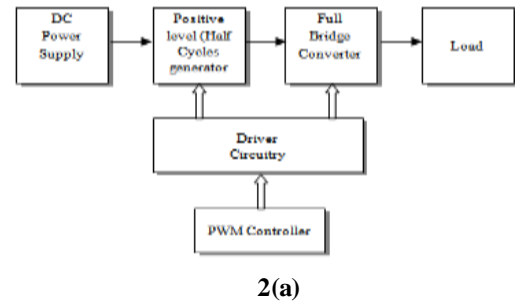 DC
Power
Supply
Positive
level (Half
Cycles
generator
Full
Bridge
Converter
Load
Driver
Circuitry
PWM Controller
2(a)